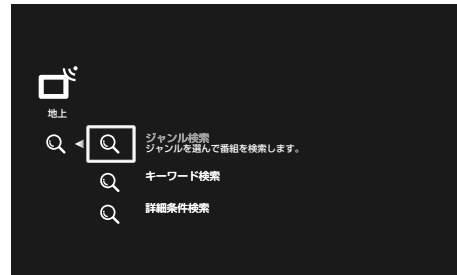 地上
ジャンル検索
ジャンルを選んで番組を検索します。
キーワード検索
詳細条件検索